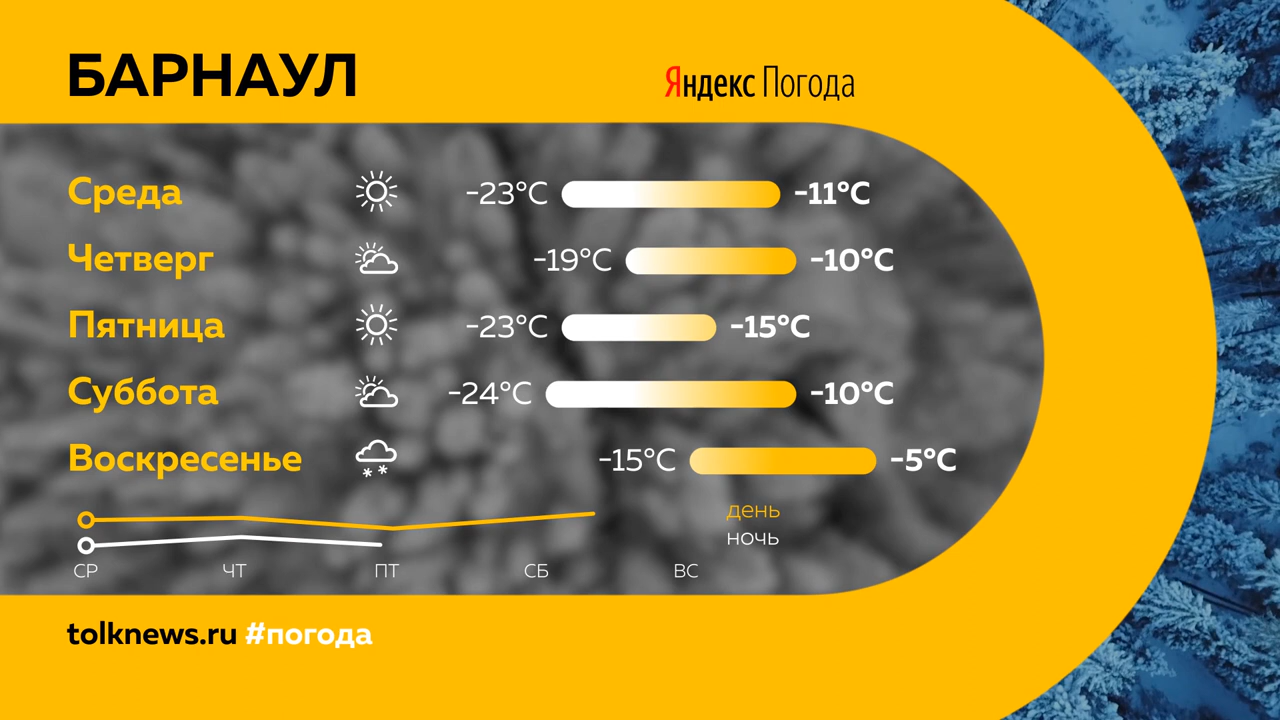 БАРНАУЛ
Яндекс Погода
Среда -23°C -11°C
Четверг -19°C -10°C
Пятница -23°C -15°C
Суббота -24°C -10°C
Воскресенье -15°C -5°C
день
ночь
СР ЧТ ПТ СБ ВС
tolknews.ru #погода